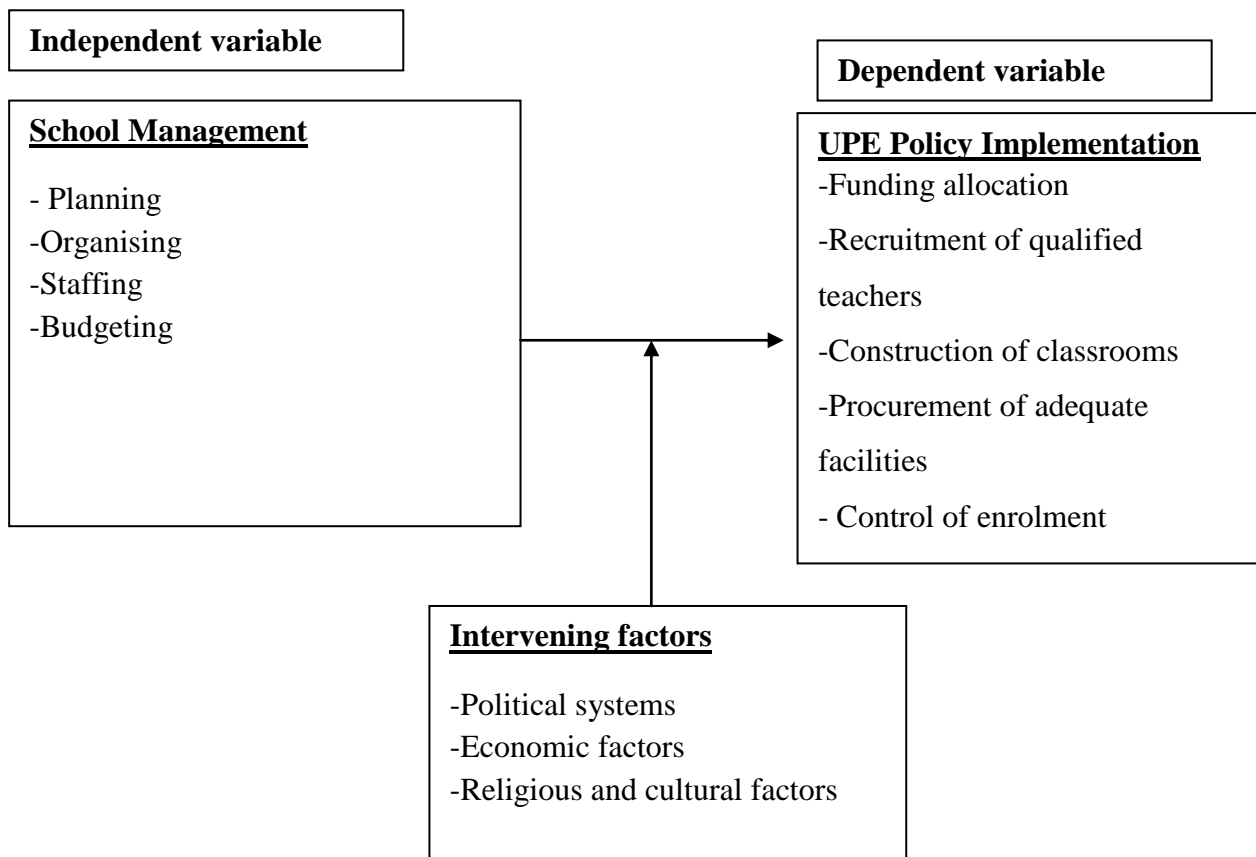 Independent variable
School Management
- Planning
-Organising
-Staffing
-Budgeting
Dependent variable
UPE Policy Implementation
-Funding allocation
-Recruitment of qualified
teachers
-Construction of classrooms
-Procurement of adequate
facilities
- Control of enrolment
Intervening factors
-Political systems
-Economic factors
-Religious and cultural factors